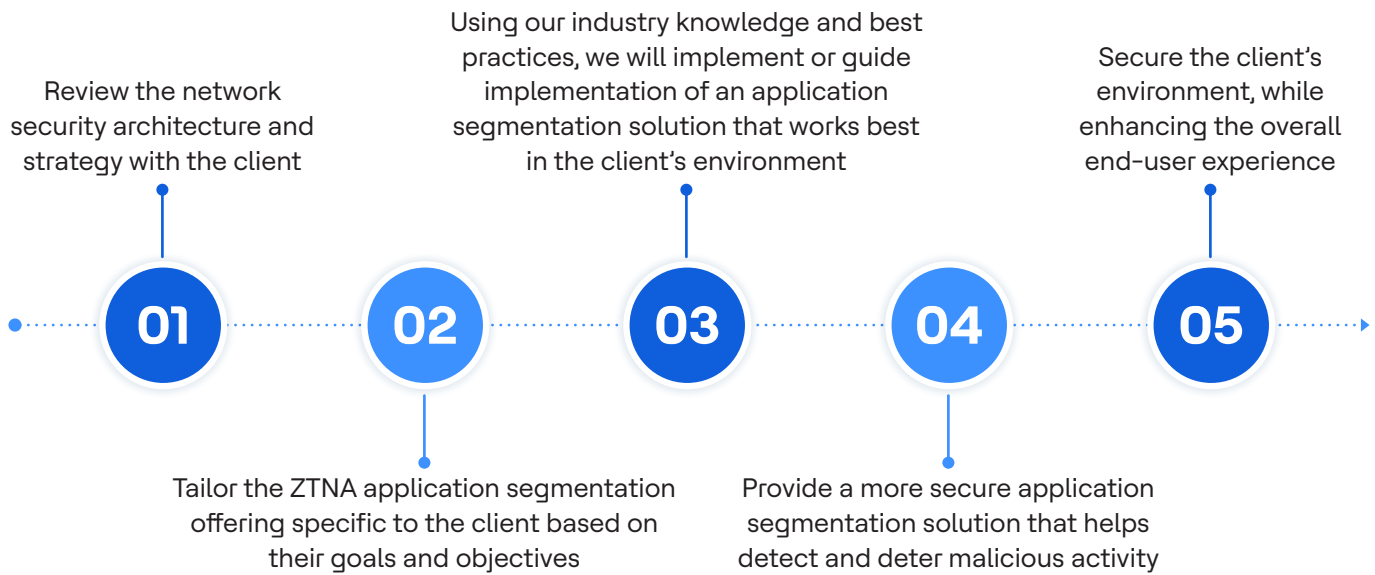 Review the network
security architecture and
strategy with the client
01
Tailor the ZTNA application segmentation
offering specific to the client based on
their goals and objectives
02
Using our industry knowledge and best
practices, we will implement or guide
implementation of an application
segmentation solution that works best
in the client’s environment
03
Provide a more secure application
segmentation solution that helps
detect and deter malicious activity
04
Secure the client’s
environment, while
enhancing the overall
end-user experience
05